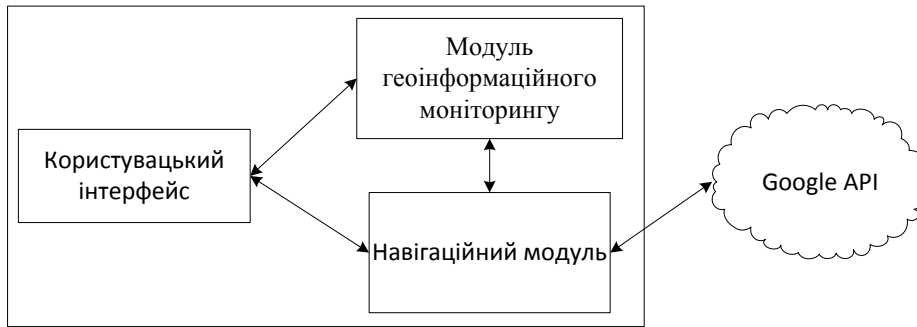 Модуль
геоінформаційного
моніторингу
Користувацький
інтерфейс
Google API
Навігаційний модуль